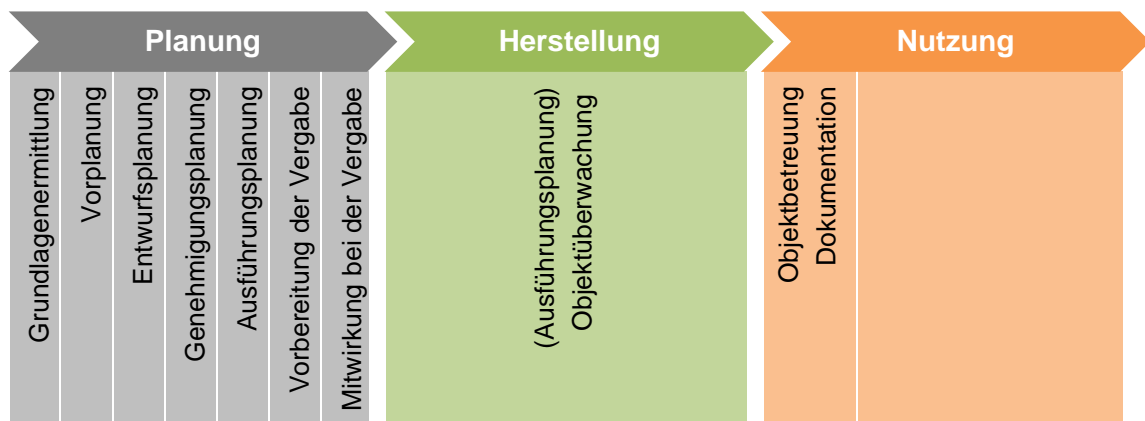 Planung
Herstellung
Nutzung
Grundlagenermittlung
Vorplanung
Entwurfsplanung
Genehmigungsplanung
Ausführungsplanung
Vorbereitung der Vergabe
Mitwirkung bei der Vergabe
(Ausführungsplanung)
Objektüberwachung
Objektbetreuung
Dokumentation